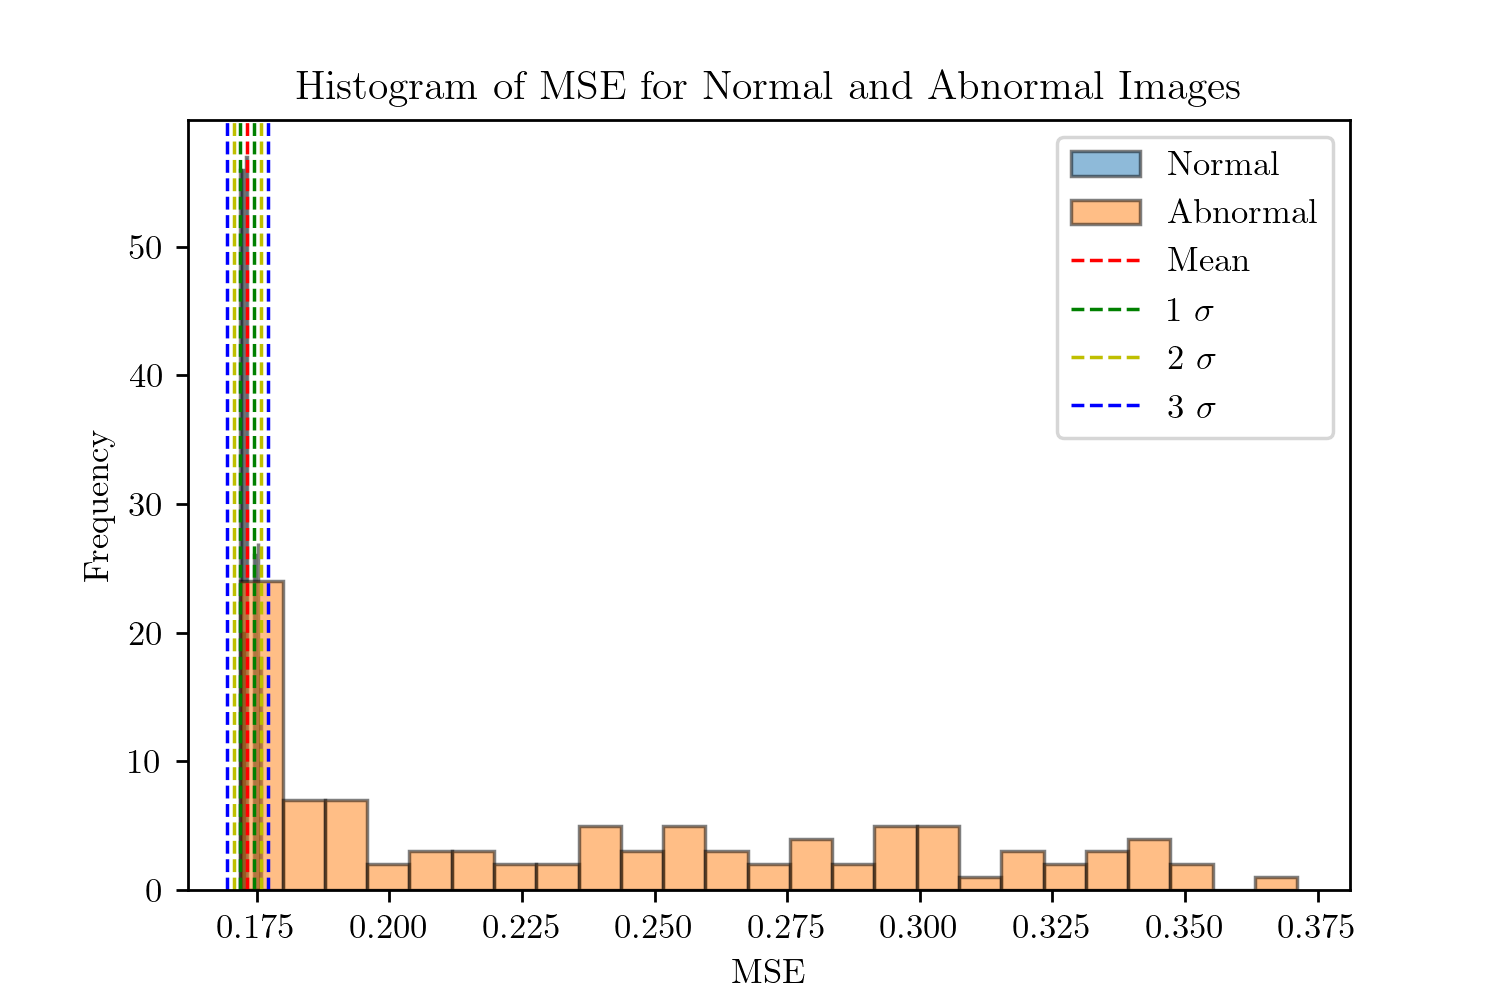 Histogram of MSE for Normal and Abnormal Images
Normal
Abnormal
Mean
1 σ
2 σ
3 σ
Frequency
50
40
30
20
10
0
0.175 0.200 0.225 0.250 0.275 0.300 0.325 0.350 0.375
MSE